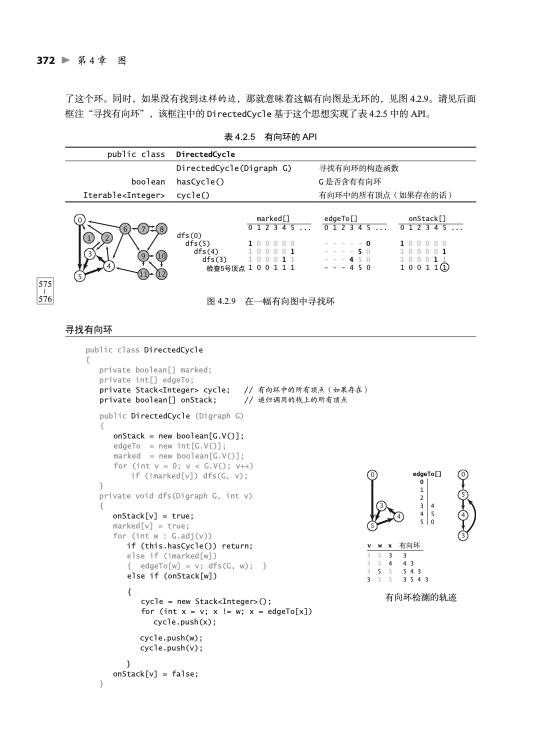 372 ▶ 第 4 章 图
了这个环。同时，如果没有找到这样的边，那就意味着这幅有向图是无环的，见图 4.2.9。请见后面
框注“寻找有向环”，该框注中的 DirectedCycle 基于这个思想实现了表 4.2.5 中的 API。
表 4.2.5 有向环的 API
public class DirectedCycle
DirectedCycle(Digraph G) 寻找有向环的构造函数
boolean hasCycle() G 是否含有有向环
Iterable<Integer> cycle() 有向环中的所有顶点（如果存在的话）
marked[] edgeTo[] onStack[]
0 1 2 3 4 5 ... 0 1 2 3 4 5 ... 0 1 2 3 4 5 ...
dfs(0)
dfs(5) 1 0 0 0 0 0 - - - - - 0 1 0 0 0 0 0
dfs(4) 1 0 0 0 0 1 - - - - 5 0 1 0 0 0 0 1
dfs(3) 1 0 0 0 1 1 - - - 4 5 0 1 0 0 0 1 1
检查5号顶点 1 0 0 1 1 1 - - - 4 5 0 1 0 0 1 1 1
0
6 7 8
1 2
3 9 10
4
5 11 12
575
576
图 4.2.9 在一幅有向图中寻找环
寻找有向环
public class DirectedCycle
{
private boolean[] marked;
private int[] edgeTo;
private Stack<Integer> cycle; // 有向环中的所有顶点（如果存在）
private boolean[] onStack; // 递归调用的栈上的所有顶点
public DirectedCycle (Digraph G)
{
onStack = new boolean[G.V()];
edgeTo = new int[G.V()];
marked = new boolean[G.V()];
for (int v = 0; v < G.V(); v++)
if (!marked[v]) dfs(G, v);
}
private void dfs(Digraph G, int v)
{
onStack[v] = true;
marked[v] = true;
for (int w : G.adj(v))
if (this.hasCycle()) return;
else if (!marked[w])
{ edgeTo[w] = v; dfs(G, w); }
else if (onStack[w])
{
cycle = new Stack<Integer>();
for (int x = v; x != w; x = edgeTo[x])
cycle.push(x);
cycle.push(w);
cycle.push(v);
}
onStack[v] = false;
}
0 edgeTo[] 0
0
1
2
3 4
4 5
5 0
3
4
5
5
4
3
v w x 有向环
3 5 3 3
3 5 4 4 3
3 5 5 5 4 3
3 5 5 3 5 4 3
有向环检测的轨迹